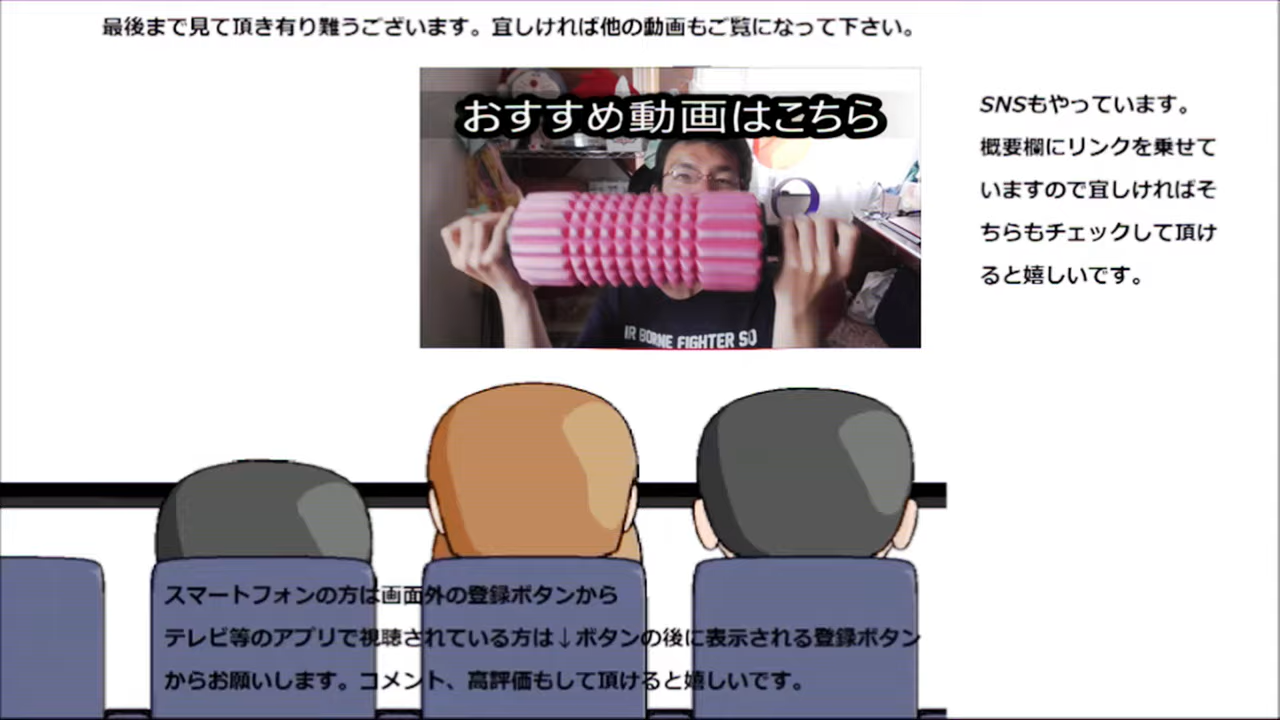 最後まで見て頂き有り難うございます。宜しければ他の動画もご覧になって下さい。
おすすめ動画はこちら
IR BORNE FIGHTER SQ
SNSもやっています。
概要欄にリンクを乗せて
いますので宜しければそ
ちらもチェックして頂け
ると嬉しいです。
スマートフォンの方は画面外の登録ボタンから
テレビ等のアプリで視聴されている方は↓ボタンの後に表示される登録ボタン
からお願いします。コメント、高評価もして頂けると嬉しいです。